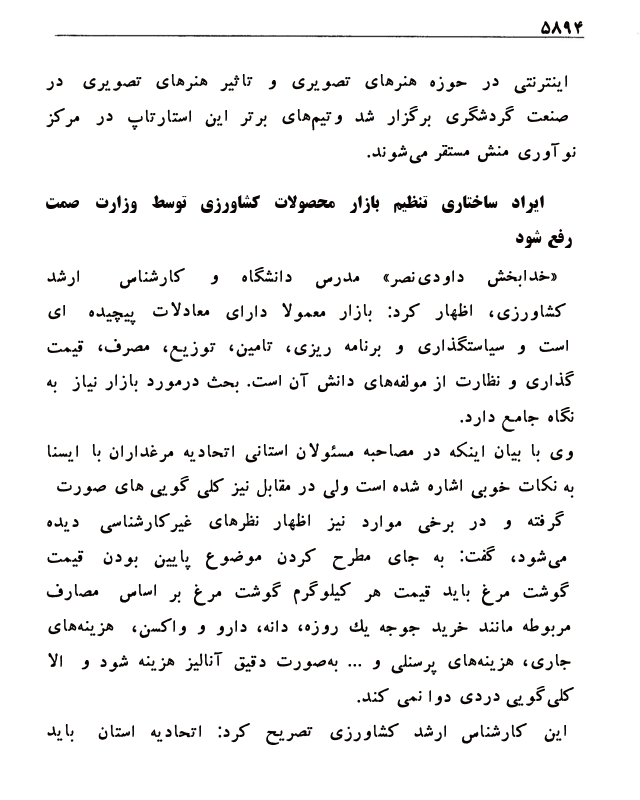 ۵۸۹۴
اینترنتی در حوزه هنرهای تصویری و تاثیر هنرهای تصویری در
صنعت گردشگری برگزار شد وتیم‌های برتر این استارتاپ در مرکز
نوآوری منش مستقر می‌شوند.
ایراد ساختاری تنظیم بازار محصولات کشاورزی توسط وزارت صمت
رفع شود
«خدابخش داودی‌نصر» مدرس دانشگاه و کارشناس ارشد
کشاورزی، اظهار کرد: بازار معمولا دارای معادلات پیچیده ای
است و سیاستگذاری و برنامه ریزی، تامین، توزیع، مصرف، قیمت
گذاری و نظارت از مولفه‌های دانش آن است. بحث درمورد بازار نیاز به
نگاه جامع دارد.
وی با بیان اینکه در مصاحبه مسئولان استانی اتحادیه مرغداران با ایسنا
به نکات خوبی اشاره شده است ولی در مقابل نیز کلی گویی های صورت
گرفته و در برخی موارد نیز اظهار نظرهای غیرکارشناسی دیده
می‌شود، گفت: به جای مطرح کردن موضوع پایین بودن قیمت
گوشت مرغ باید قیمت هر کیلوگرم گوشت مرغ بر اساس مصارف
مربوطه مانند خرید جوجه یك روزه، دانه، دارو و واکسن، هزینه‌های
جاری، هزینه‌های پرسنلی و ... به‌صورت دقیق آنالیز هزینه شود و الا
کلی‌گویی دردی دوا نمی کند.
این کارشناس ارشد کشاورزی تصریح کرد: اتحادیه استان باید